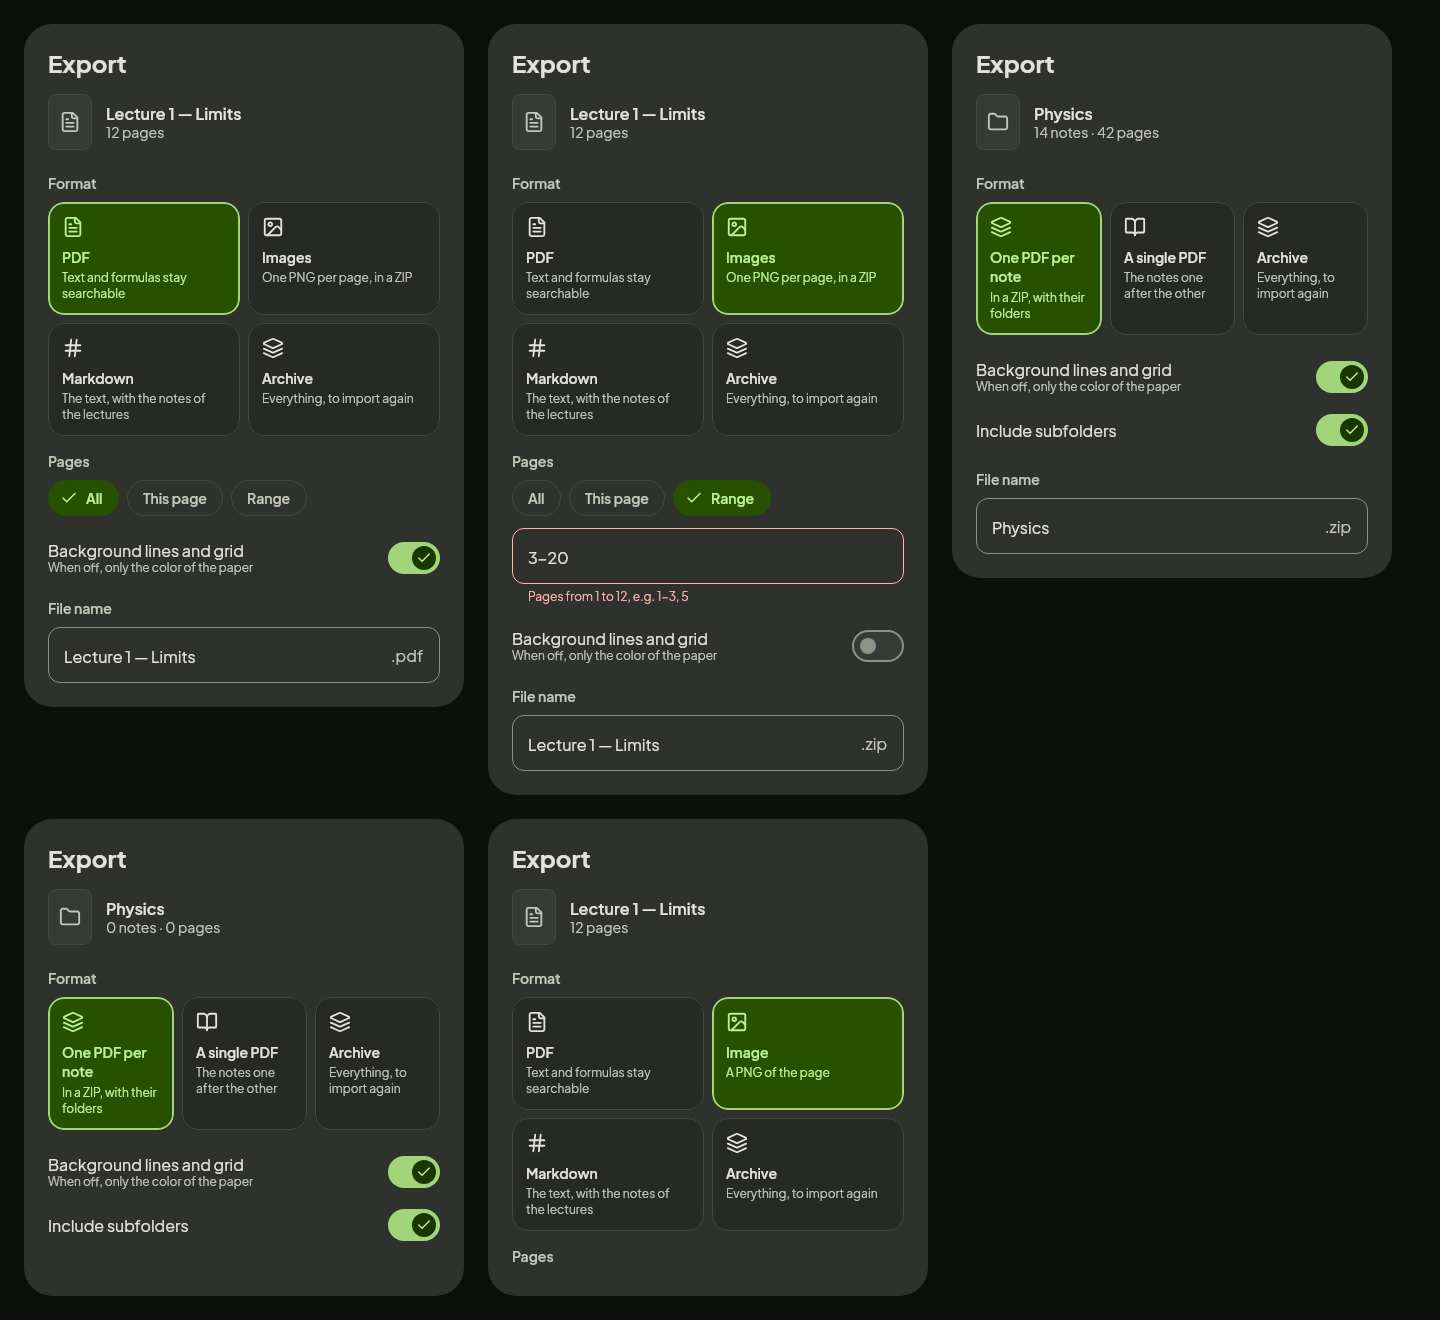 Export
Lecture 1 — Limits
12 pages
Format
PDF
Text and formulas stay
searchable
Images
One PNG per page, in a ZIP
Markdown
The text, with the notes of
the lectures
Archive
Everything, to import again
Pages
All
This page
Range
Background lines and grid
When off, only the color of the paper
File name
Lecture 1 — Limits
.pdf
Export
Lecture 1 — Limits
12 pages
Format
PDF
Text and formulas stay
searchable
Images
One PNG per page, in a ZIP
Markdown
The text, with the notes of
the lectures
Archive
Everything, to import again
Pages
All
This page
Range
3–20
Pages from 1 to 12, e.g. 1–3, 5
Background lines and grid
When off, only the color of the paper
File name
Lecture 1 — Limits
.zip
Export
Physics
14 notes · 42 pages
Format
One PDF per
note
In a ZIP, with their
folders
A single PDF
The notes one
after the other
Archive
Everything, to
import again
Background lines and grid
When off, only the color of the paper
Include subfolders
File name
Physics
.zip
Export
Physics
0 notes · 0 pages
Format
One PDF per
note
In a ZIP, with their
folders
A single PDF
The notes one
after the other
Archive
Everything, to
import again
Background lines and grid
When off, only the color of the paper
Include subfolders
Export
Lecture 1 — Limits
12 pages
Format
PDF
Text and formulas stay
searchable
Image
A PNG of the page
Markdown
The text, with the notes of
the lectures
Archive
Everything, to import again
Pages